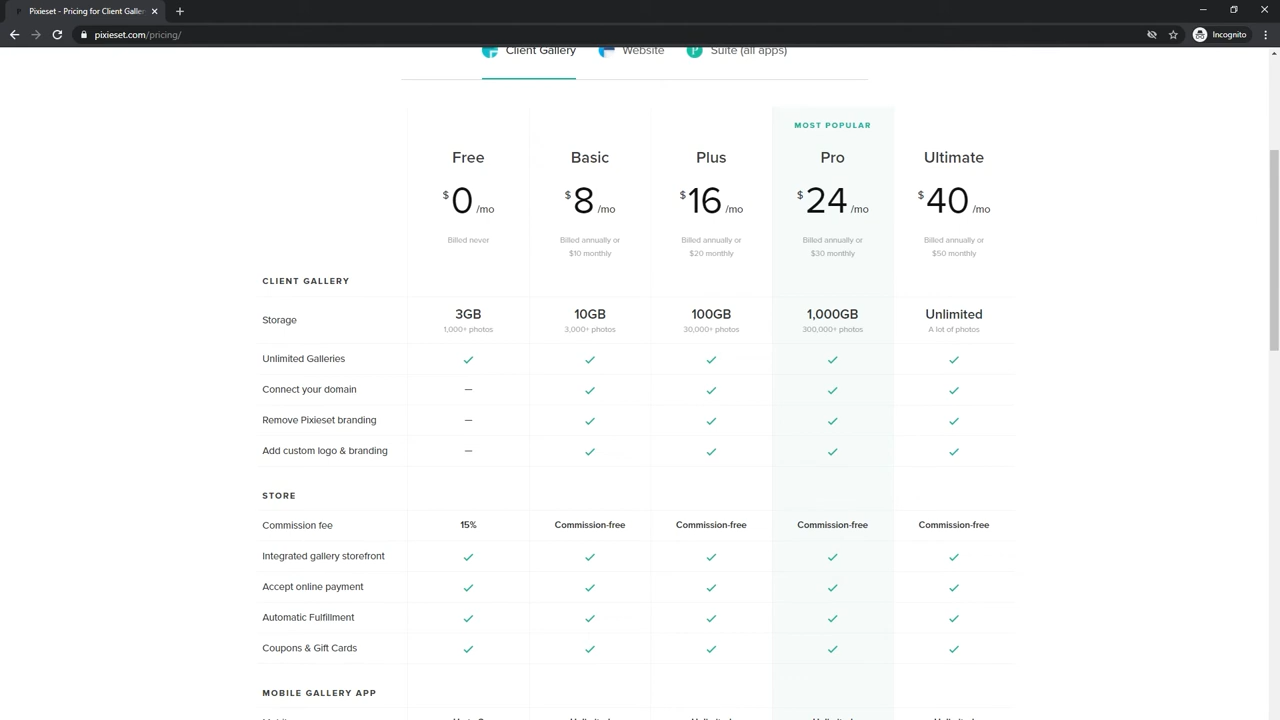 Pixieset - Pricing for Client Galler
pixieset.com/pricing/
Incognito
Client Gallery
Website
Suite (all apps)
MOST POPULAR
Free Basic Plus Pro Ultimate
$0 /mo $8 /mo $16 /mo $24 /mo $40 /mo
Billed never Billed annually or Billed annually or Billed annually or Billed annually or
$10 monthly $20 monthly $30 monthly $50 monthly
CLIENT GALLERY
Storage 3GB 10GB 100GB 1,000GB Unlimited
1,000+ photos 3,000+ photos 30,000+ photos 300,000+ photos A lot of photos
Unlimited Galleries
Connect your domain —
Remove Pixieset branding —
Add custom logo & branding —
STORE
Commission fee 15% Commission-free Commission-free Commission-free Commission-free
Integrated gallery storefront
Accept online payment
Automatic Fulfillment
Coupons & Gift Cards
MOBILE GALLERY APP